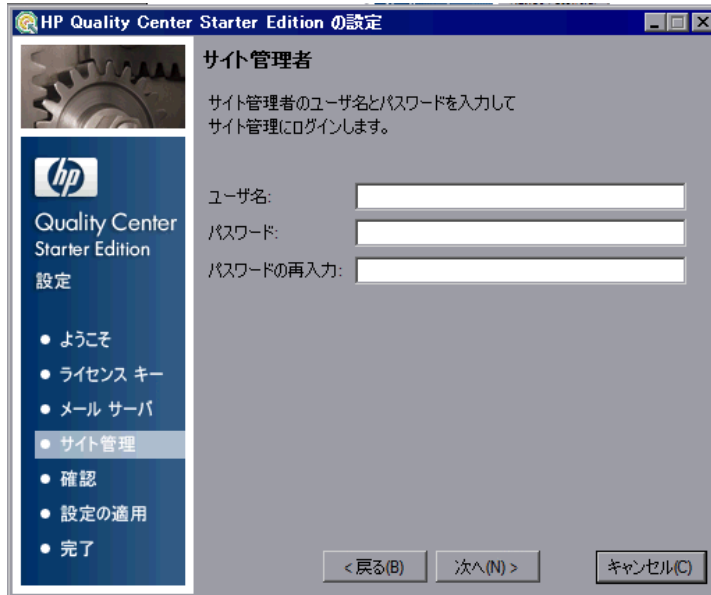 HP Quality Center Starter Edition の設定
サイト管理者
サイト管理者のユーザ名とパスワードを入力して
サイト管理にログインします。
hp
Quality Center
Starter Edition
設定
ようこそ
ライセンス キー
メール サーバ
サイト管理
確認
設定の適用
完了
ユーザ名:
パスワード:
パスワードの再入力:
< 戻る(B)
次へ(N) >
キャンセル(C)